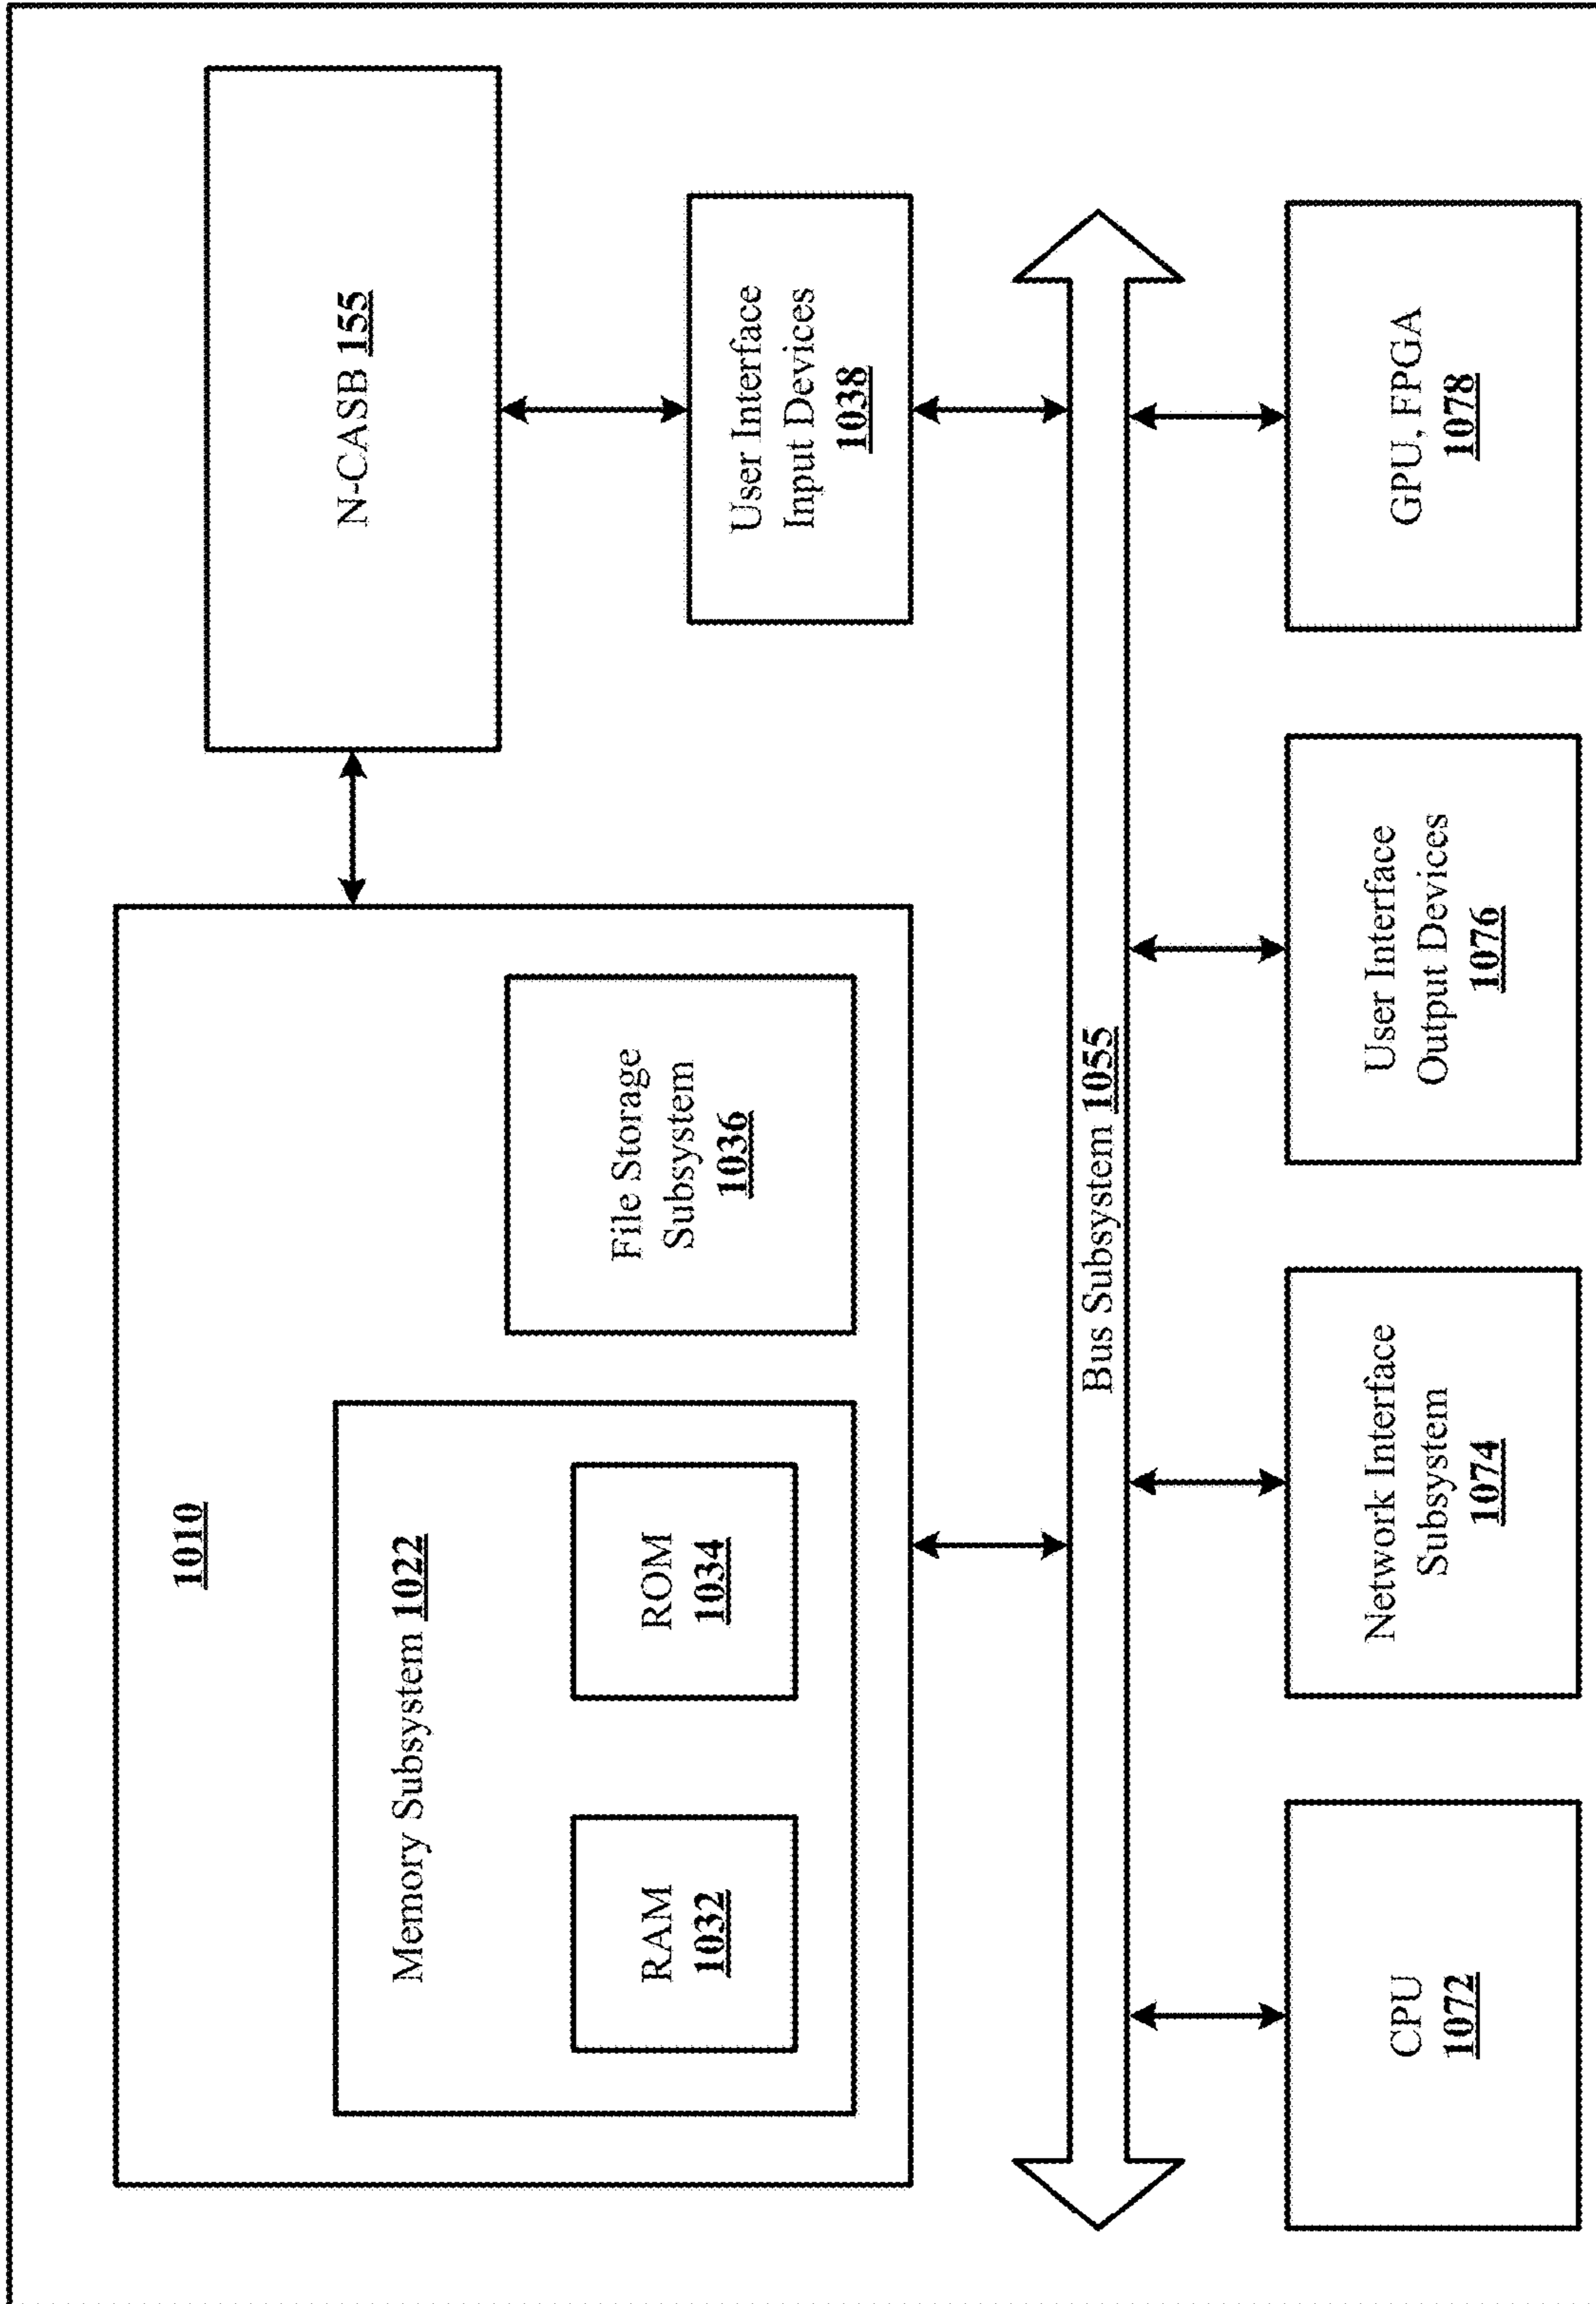 1010
Memory Subsystem 1022
RAM
1032
ROM
1034
File Storage
Subsystem
1036
N-CASB 155
User Interface
Input Devices
1038
Bus Subsystem 1055
CPU
1072
Network Interface
Subsystem
1074
User Interface
Output Devices
1076
GPU, FPGA
1078